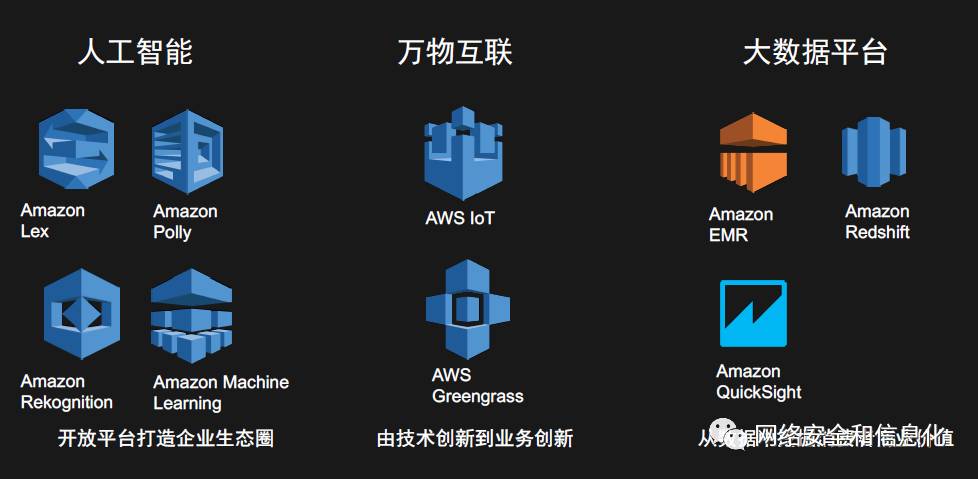 人工智能
万物互联
大数据平台
Amazon
Lex
Amazon
Polly
AWS IoT
Amazon
EMR
Amazon
Redshift
Amazon
Rekognition
Amazon Machine
Learning
AWS
Greengrass
Amazon
QuickSight
开放平台打造企业生态圈
由技术创新到业务创新
从数据
价值
网络安全和信息化